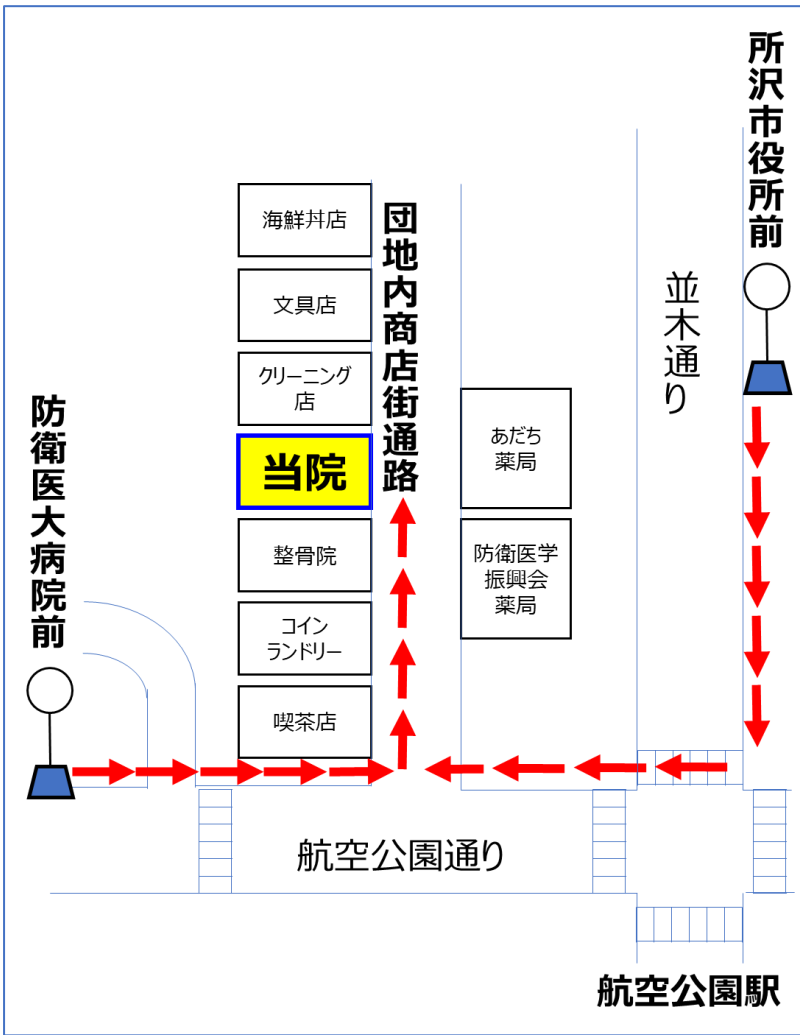 所沢市役所前
海鮮丼店
団地内商店街通路
文具店
並木通り
クリーニング
店
防衛医大病院前
当院
あだち
薬局
整骨院
防衛医学
振興会
薬局
コイン
ランドリー
喫茶店
航空公園通り
航空公園駅